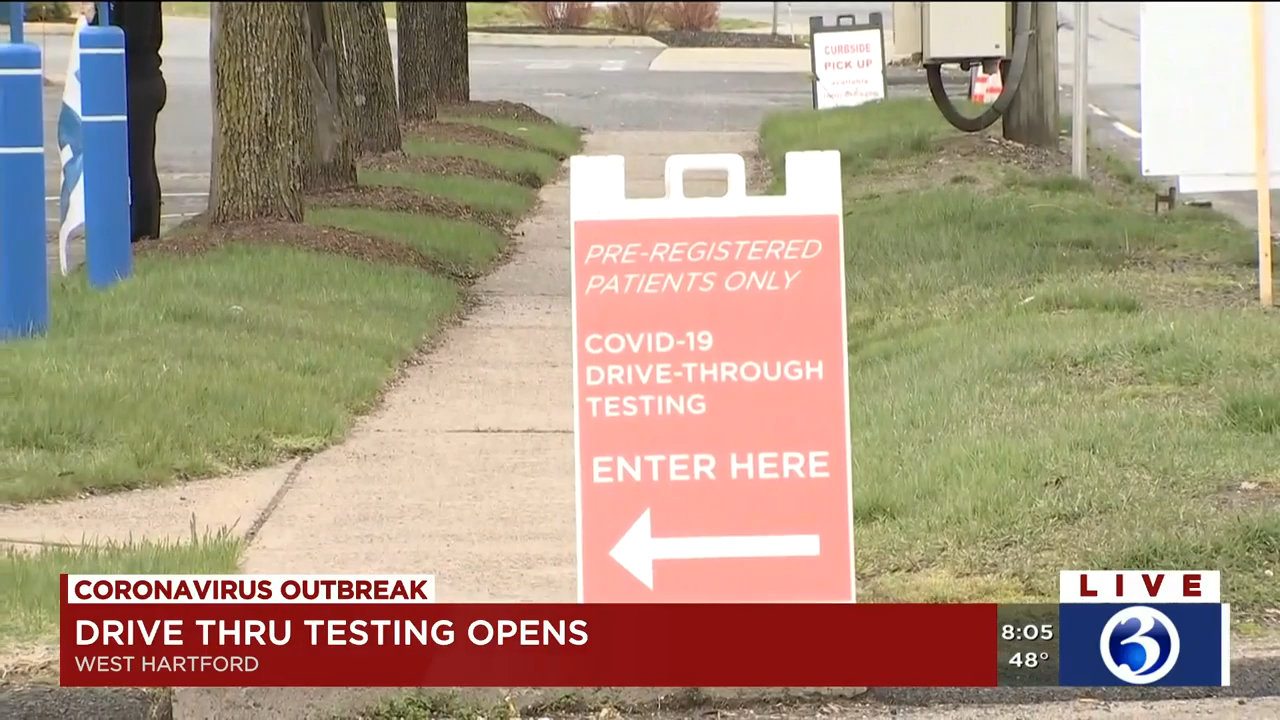 CURBSIDE
PICK UP
PRE-REGISTERED
PATIENTS ONLY
COVID-19
DRIVE-THROUGH
TESTING
ENTER HERE
CORONAVIRUS OUTBREAK
DRIVE THRU TESTING OPENS
WEST HARTFORD
LIVE
8:05
48°
3